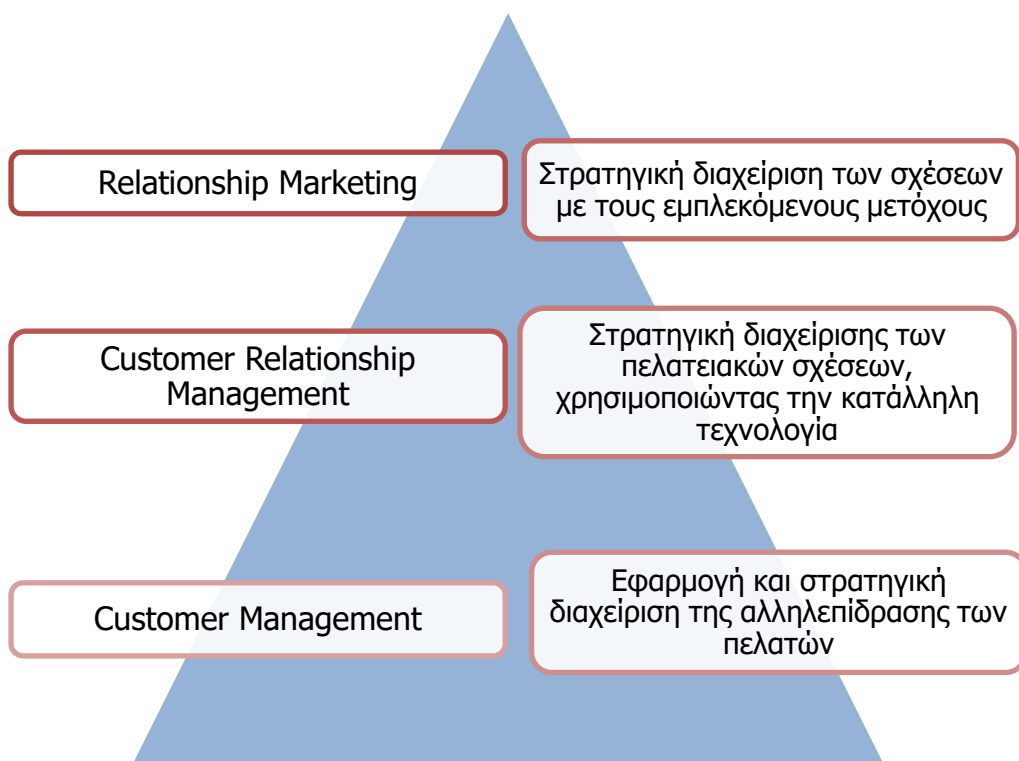 Relationship Marketing
Στρατηγική διαχείριση των σχέσεων
με τους εμπλεκόμενους μετόχους
Customer Relationship
Management
Στρατηγική διαχείρισης των
πελατειακών σχέσεων,
χρησιμοποιώντας την κατάλληλη
τεχνολογία
Customer Management
Εφαρμογή και στρατηγική
διαχείριση της αλληλεπίδρασης των
πελατών